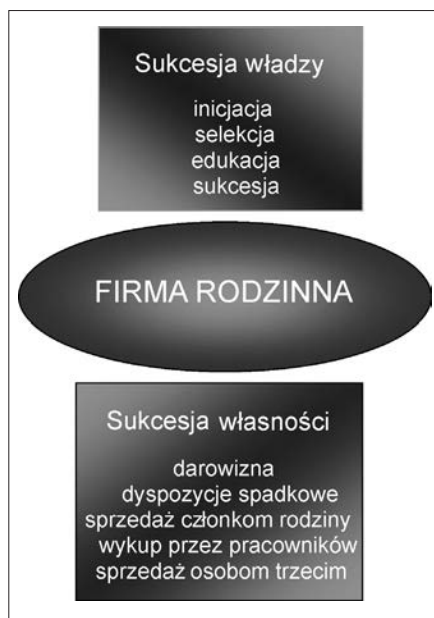 Sukcesja władzy
inicjacja
selekcja
edukacja
sukcesja
FIRMA RODZINNA
Sukcesja własności
darowizna
dyspozycje spadkowe
sprzedaż członkom rodziny
wykup przez pracowników
sprzedaż osobom trzecim